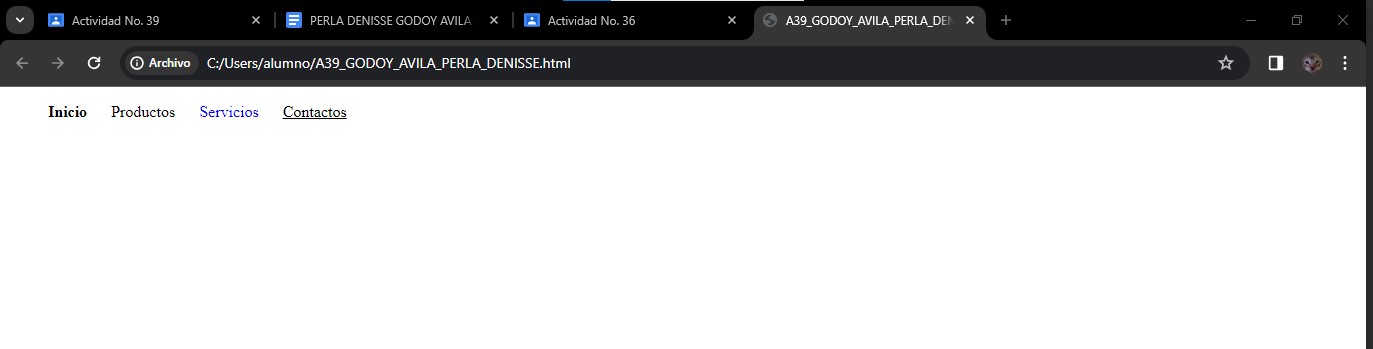 Actividad No. 39 PERLA DENISSE GODOY AVILA Actividad No. 36 A39_GODOY_AVILA_PERLA_DEN
Archivo C:/Users/alumno/A39_GODOY_AVILA_PERLA_DENISSE.html
Inicio Productos Servicios Contactos